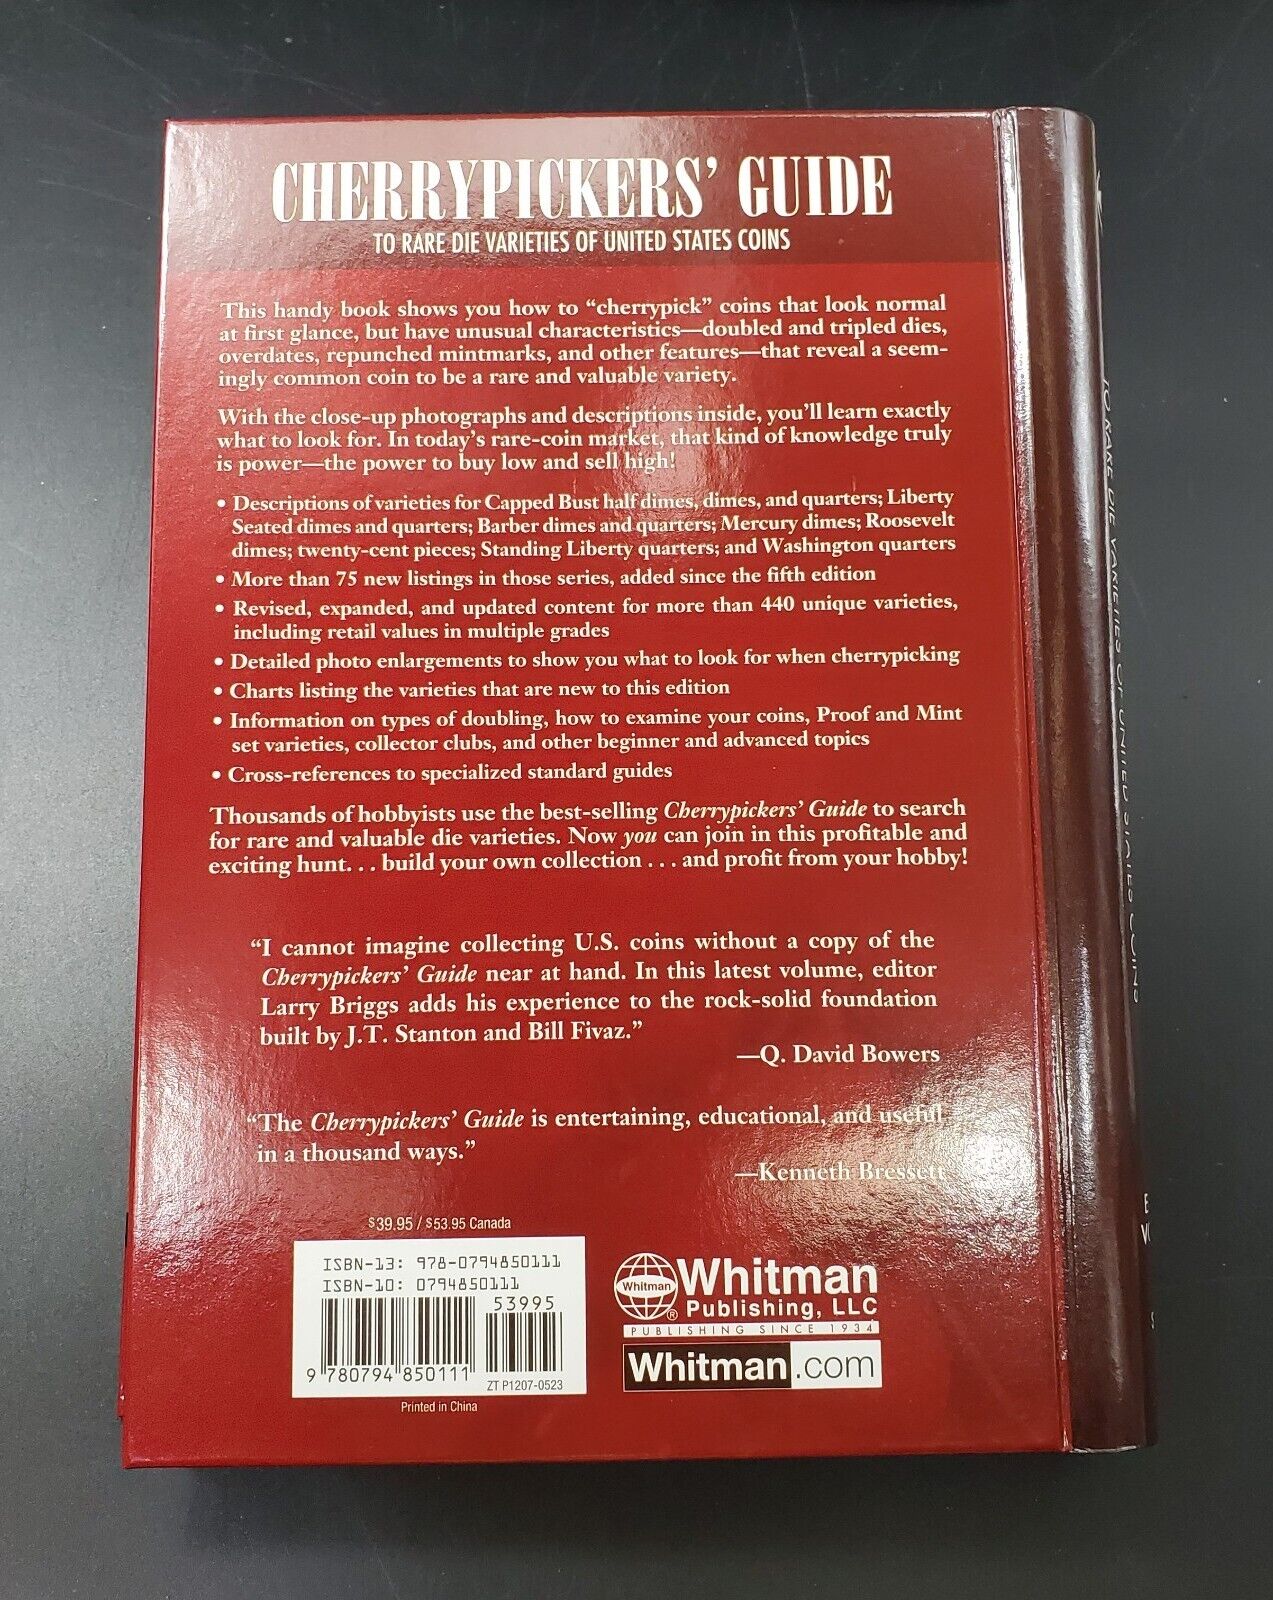 CHERRYPICKERS' GUIDE
TO RARE DIE VARIETIES OF UNITED STATES COINS
This handy book shows you how to “cherrypick” coins that look normal
at first glance, but have unusual characteristics—doubled and tripled dies,
overdates, repunched mintmarks, and other features—that reveal a seem-
ingly common coin to be a rare and valuable variety.
With the close-up photographs and descriptions inside, you'll learn exactly
what to look for. In today's rare-coin market, that kind of knowledge truly
is power—the power to buy low and sell high!
• Descriptions of varieties for Capped Bust half dimes, dimes, and quarters; Liberty
Seated dimes and quarters; Barber dimes and quarters; Mercury dimes; Roosevelt
dimes; twenty-cent pieces; Standing Liberty quarters; and Washington quarters
• More than 75 new listings in those series, added since the fifth edition
• Revised, expanded, and updated content for more than 440 unique varieties,
including retail values in multiple grades
• Detailed photo enlargements to show you what to look for when cherrypicking
• Charts listing the varieties that are new to this edition
• Information on types of doubling, how to examine your coins, Proof and Mint
set varieties, collector clubs, and other beginner and advanced topics
• Cross-references to specialized standard guides
Thousands of hobbyists use the best-selling Cherrypickers' Guide to search
for rare and valuable die varieties. Now you can join in this profitable and
exciting hunt. . . build your own collection . . . and profit from your hobby!
“I cannot imagine collecting U.S. coins without a copy of the
Cherrypickers' Guide near at hand. In this latest volume, editor
Larry Briggs adds his experience to the rock-solid foundation
built by J.T. Stanton and Bill Fivaz.”
—Q. David Bowers
“The Cherrypickers' Guide is entertaining, educational, and useful
in a thousand ways.”
—Kenneth Bressett
$39.95 / $53.95 Canada
ISBN-13: 978-0794850111
ISBN-10: 0794850111
53995
9 780794 850111
ZT P1207-0523
Printed in China
Whitman
Whitman®
Publishing, LLC
PUBLISHING SINCE 1934
Whitman.com
TO RARE DIE VARIETIES OF UNITED STATES COINS